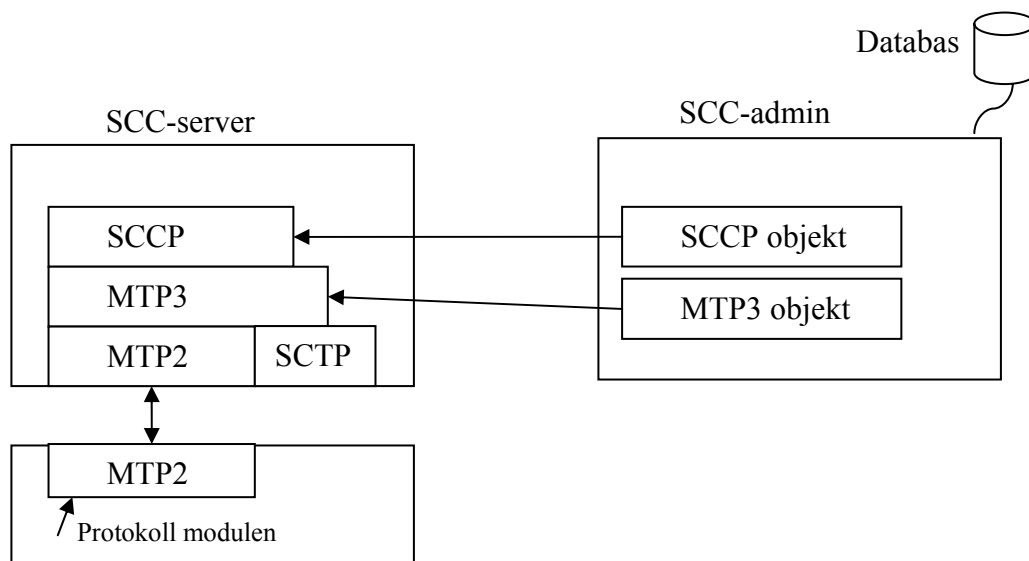 Databas
SCC-server
SCC-admin
SCCP
SCCP objekt
MTP3
MTP3 objekt
MTP2
SCTP
MTP2
Protokoll modulen